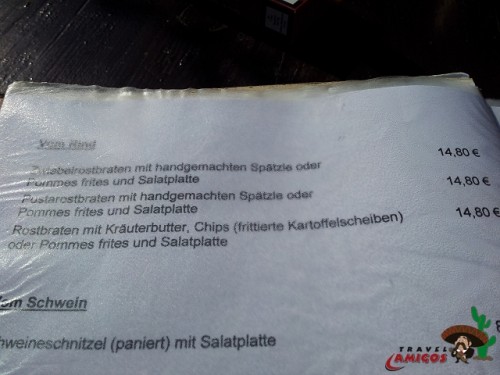 Vom Rind
Zwiebelrostbraten mit handgemachten Spätzle oder 14,80 €
Pommes frites und Salatplatte
Pustarostbraten mit handgemachten Spätzle oder 14,80 €
Pommes frites und Salatplatte
Rostbraten mit Kräuterbutter, Chips (frittierte Kartoffelscheiben) 14,80 €
oder Pommes frites und Salatplatte
Vom Schwein
hweineschnitzel (paniert) mit Salatplatte
TRAVEL
AMIGOS